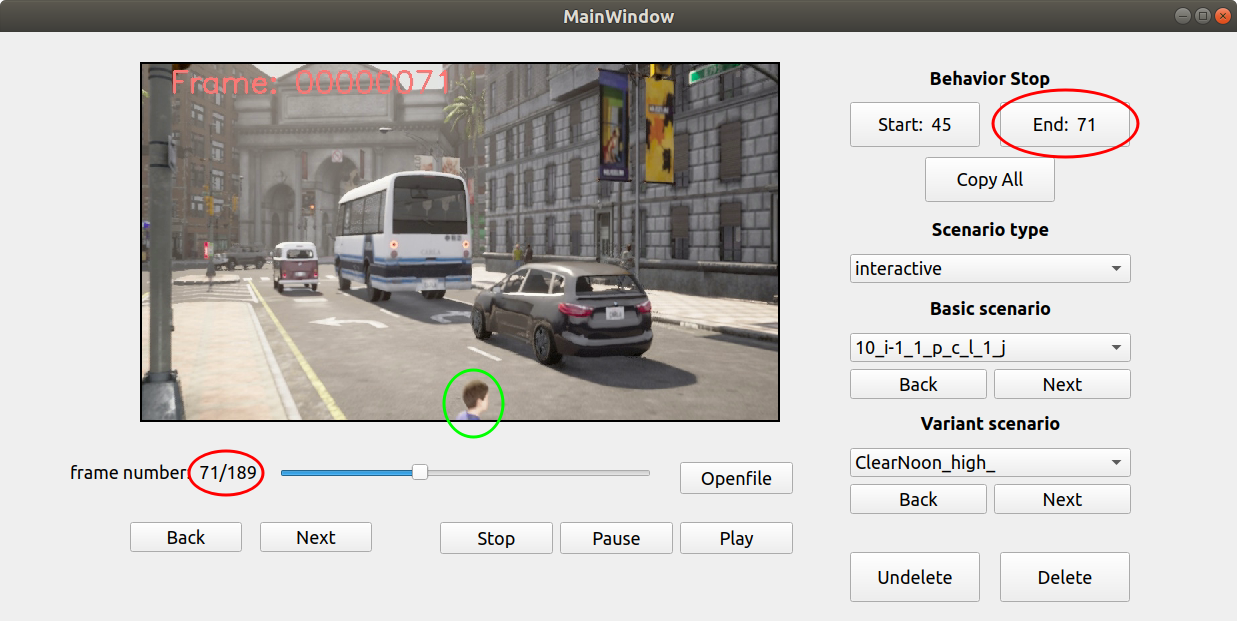 MainWindow
Frame: 00000071
MUSEUM
Behavior Stop
Start: 45
End: 71
Copy All
Scenario type
interactive
Basic scenario
10_i-1_1_p_c_l_1_j
Back
Next
Variant scenario
ClearNoon_high_
Back
Next
frame number: 71/189
Openfile
Back
Next
Stop
Pause
Play
Undelete
Delete